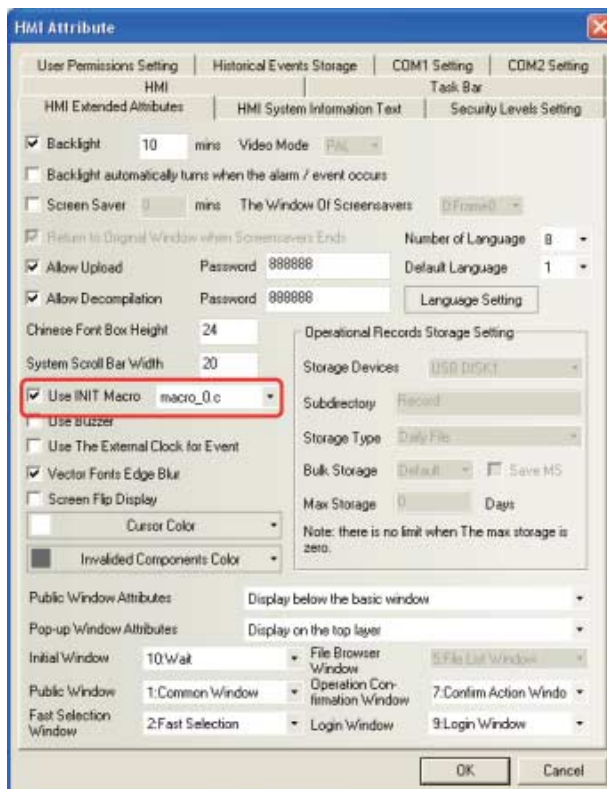 HMI Attribute
User Permissions Setting Historical Events Storage COM1 Setting COM2 Setting
HMI Task Bar
HMI Extended Attributes HMI System Information Text Security Levels Setting
Backlight 10 mins Video Mode PAL
Backlight automatically turns when the alarm / event occurs
Screen Saver 0 mins The Window Of Screensavers 0:Frame0
Return to Original Window when Screensavers Ends Number of Language 8
Allow Upload Password 888888 Default Language 1
Allow Decompilation Password 888888 Language Setting
Chinese Font Box Height 24 Operational Records Storage Setting
System Scroll Bar Width 20 Storage Devices USB DISK1
Use INIT Macro macro_0.c Subdirectory Record
Use Buzzer
Use The External Clock for Event Storage Type Daily File
Vector Fonts Edge Blur Bulk Storage Default Save MS
Screen Flip Display Max Storage 0 Days
Cursor Color Note: there is no limit when The max storage is
zero.
Invalided Components Color
Public Window Attributes Display below the basic window
Pop-up Window Attributes Display on the top layer
Initial Window 10:Wait File Browser
Window 5:File List Window
Public Window 1:Common Window Operation Con-
firmation Window 7:Confirm Action Windo
Fast Selection
Window 2:Fast Selection Login Window 9:Login Window
OK Cancel